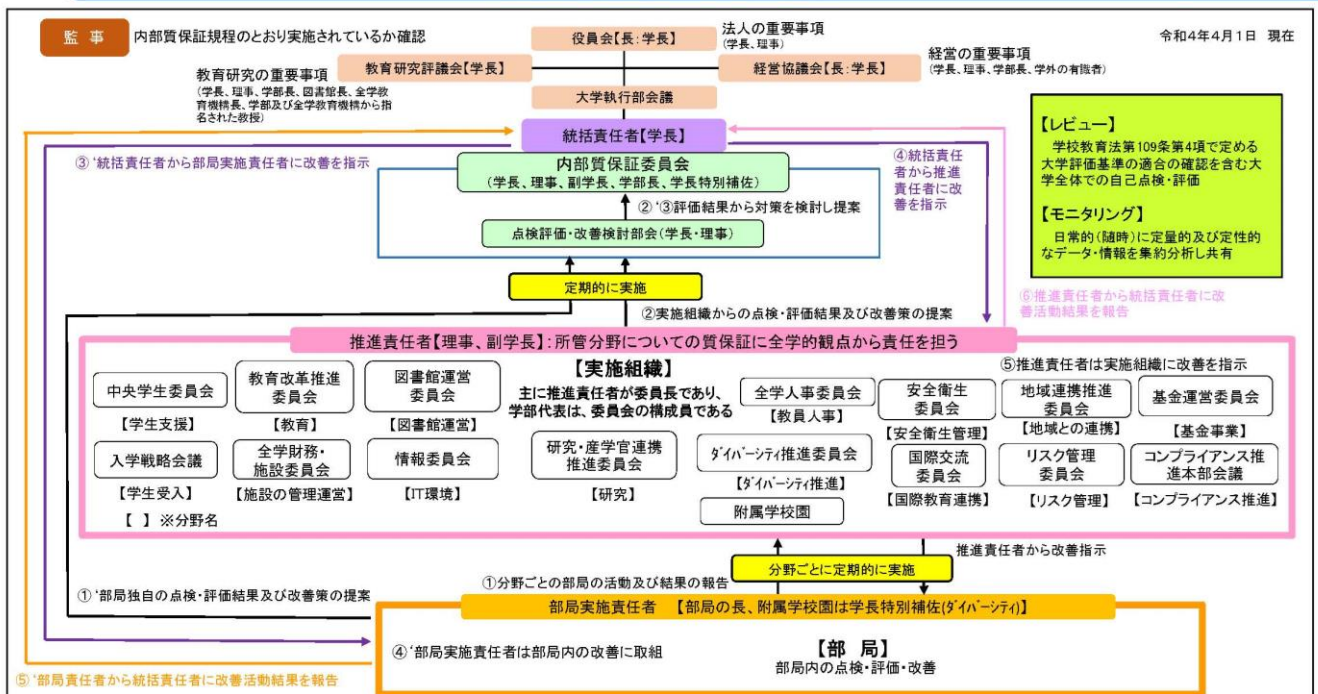 監 事
内部質保証規程のとおり実施されているか確認
役員会【長:学長】
法人の重要事項
(学長、理事)
令和4年4月1日 現在
教育研究の重要事項
(学長、理事、学部長、図書館長、全学教
育機構長、学部及び全学教育機構から指
名された教授)
教育研究評議会【学長】
経営協議会【長:学長】
経営の重要事項
(学長、理事、学部長、学外の有識者)
大学執行部会議
統括責任者【学長】
③ ’統括責任者から部局実施責任者に改善を指示
内部質保証委員会
(学長、理事、副学長、学部長、学長特別補佐)
④統括責任
者から推進
責任者に改
善を指示
② ’③評価結果から対策を検討し提案
点検評価・改善検討部会(学長・理事)
【レビュー】
学校教育法第109条第4項で定める
大学評価基準の適合の確認を含む大
学全体での自己点検・評価
【モニタリング】
日常的(随時)に定量的及び定性的
なデータ・情報を集約分析し共有
定期的に実施
⑥推進責任者から統括責任者に改
善活動結果を報告
②実施組織からの点検・評価結果及び改善策の提案
推進責任者【理事、副学長】:所管分野についての質保証に全学的観点から責任を担う
【実施組織】
主に推進責任者が委員長であり、
学部代表は、委員会の構成員である
⑤推進責任者は実施組織に改善を指示
中央学生委員会
【学生支援】
教育改革推進
委員会
【教育】
図書館運営
委員会
【図書館運営】
全学人事委員会
【教員人事】
安全衛生
委員会
【安全衛生管理】
地域連携推進
委員会
【地域との連携】
基金運営委員会
【基金事業】
入学戦略会議
【学生受入】
全学財務・
施設委員会
【施設の管理運営】
情報委員会
【IT環境】
研究・産学官連携
推進委員会
【研究】
ダイバーシティ推進委員会
【ダイバーシティ推進】
国際交流
委員会
【国際教育連携】
リスク管理
委員会
【リスク管理】
コンプライアンス推
進本部会議
【コンプライアンス推進】
【 】※分野名
附属学校園
推進責任者から改善指示
分野ごとに定期的に実施
①分野ごとの部局の活動及び結果の報告
① ’部局独自の点検・評価結果及び改善策の提案
部局実施責任者 【部局の長、附属学校園は学長特別補佐(ダイバーシティ)】
④ ’部局実施責任者は部局内の改善に取組
【部 局】
部局内の点検・評価・改善
⑤ ’部局責任者から統括責任者に改善活動結果を報告